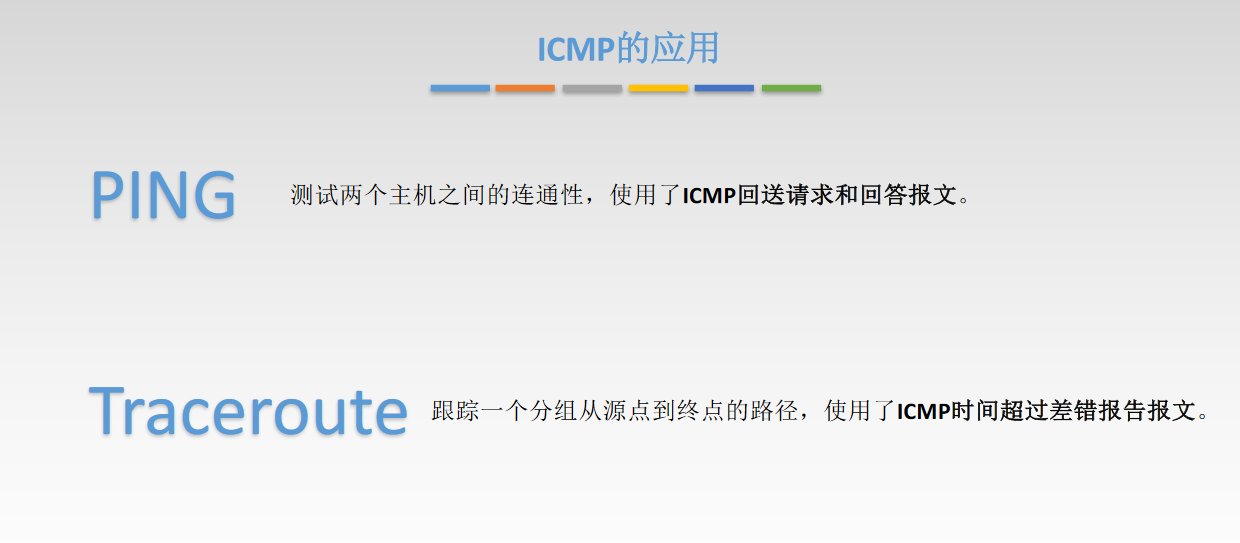 ICMP的应用
PING
测试两个主机之间的连通性，使用了ICMP回送请求和回答报文。
Traceroute
跟踪一个分组从源点到终点的路径，使用了ICMP时间超过差错报告报文。